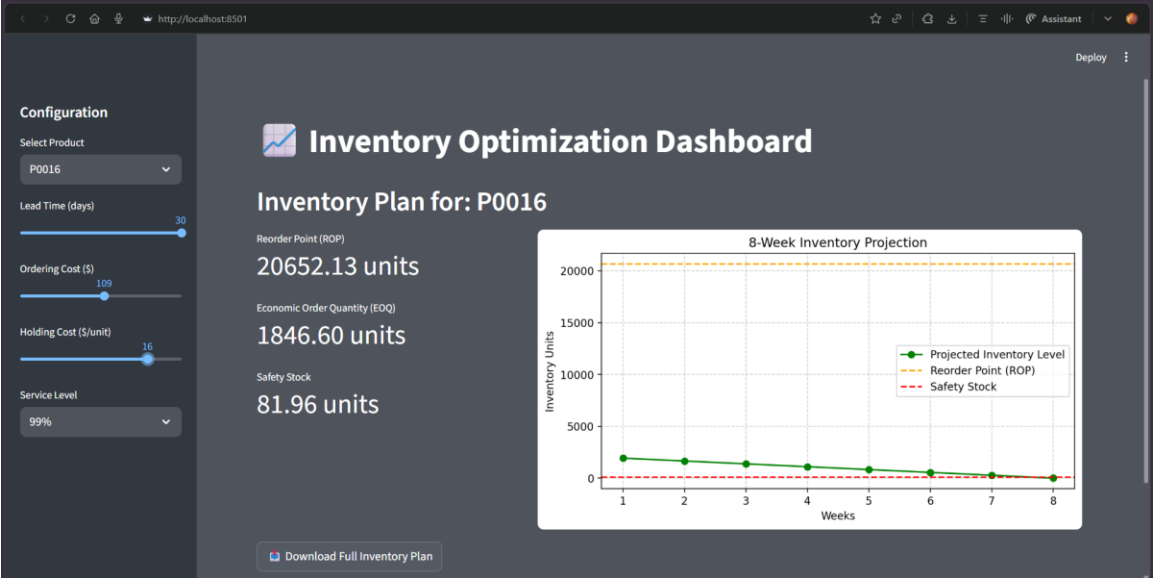 http://localhost:8501
Assistant
Deploy
Configuration
Select Product
P0016
Lead Time (days)
30
Ordering Cost ($)
109
Holding Cost ($/unit)
16
Service Level
99%
Inventory Optimization Dashboard
Inventory Plan for: P0016
Reorder Point (ROP)
20652.13 units
Economic Order Quantity (EOQ)
1846.60 units
Safety Stock
81.96 units
8-Week Inventory Projection
Inventory Units
20000
15000
10000
5000
0
Projected Inventory Level
Reorder Point (ROP)
Safety Stock
1 2 3 4 5 6 7 8
Weeks
Download Full Inventory Plan